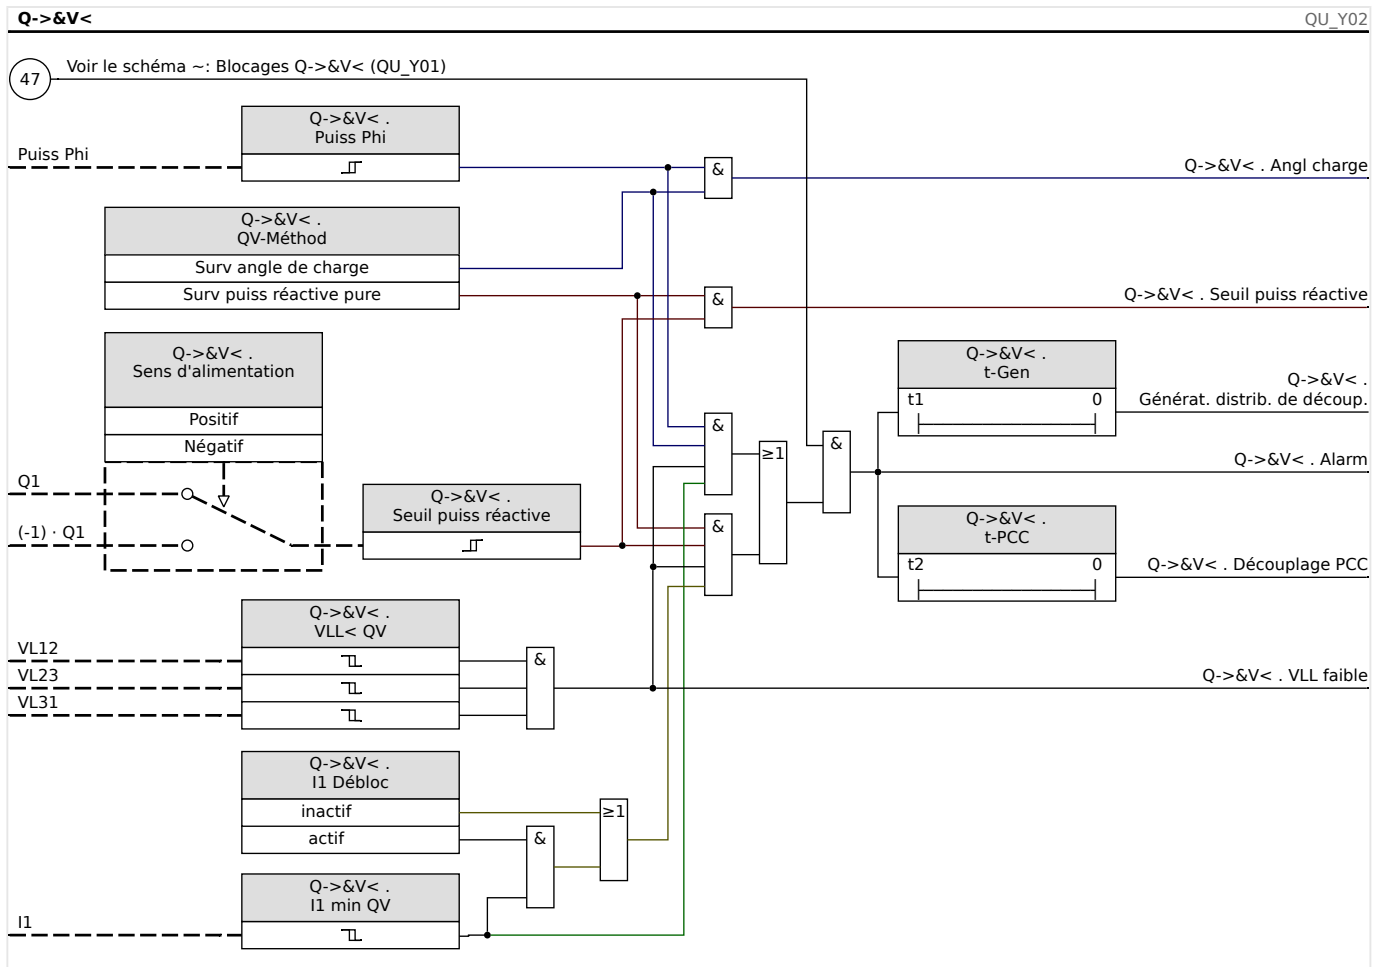 Q->&V<
QU_Y02
47
Voir le schéma ~: Blocages Q->&V< (QU_Y01)
Q->&V< .
Puiss Phi
Puiss Phi
&
Q->&V< . Angl charge
Q->&V< .
QV-Méthod
Surv angle de charge
Surv puiss réactive pure
&
Q->&V< . Seuil puiss réactive
Q->&V< .
Sens d'alimentation
Positif
Négatif
Q1
(-1) · Q1
Q->&V< .
Seuil puiss réactive
&
&
≥1
&
Q->&V< .
t-Gen
t1
0
Q->&V< .
Générat. distrib. de découp.
Q->&V< . Alarm
Q->&V< .
t-PCC
t2
0
Q->&V< . Découplage PCC
Q->&V< .
VLL< QV
VL12
VL23
VL31
&
Q->&V< . VLL faible
Q->&V< .
I1 Débloc
inactif
actif
&
≥1
Q->&V< .
I1 min QV
I1